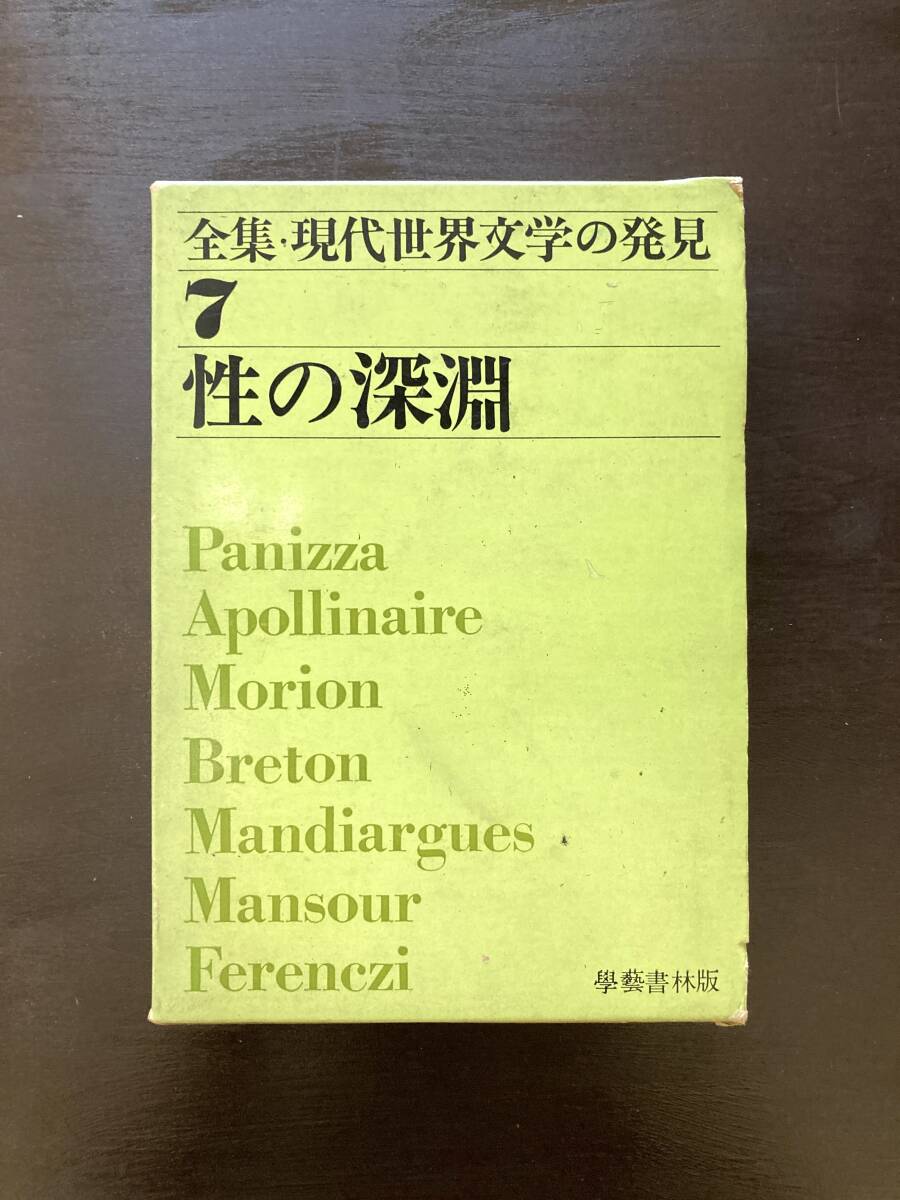 全集·現代世界文学の発見
7
性の深淵
Panizza
Apollinaire
Morion
Breton
Mandiargues
Mansour
Ferenczi
學藝書林版